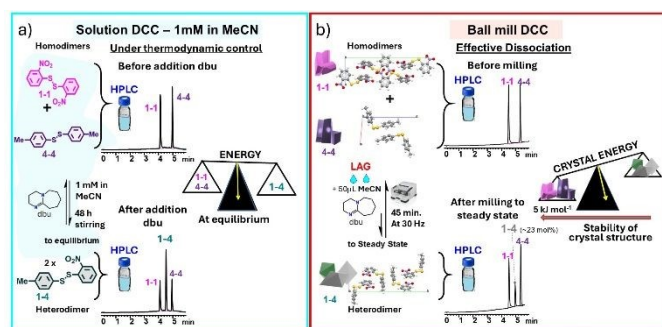 a) Solution DCC – 1mM in MeCN
Homodimers
Under thermodynamic control
Before addition dbu
NO₂
S
S
NO₂
1-1
+
Me
S
S
Me
4-4
HPLC
1-1
4-4
0 1 2 3 4 5 min
1 mM in
MeCN
48 h
stirring
dbu
to equilibrium
After addition
dbu
ENERGY
1-1
4-4
1-4
At equilibrium
2 x
NO₂
S
S
Me
1-4
Heterodimer
HPLC
1-4
1-1
4-4
0 1 2 3 4 5 min
b) Ball mill DCC
Homodimers
Effective Dissociation
Before milling
1-1
+
4-4
HPLC
1-1
4-4
0 1 2 3 4 5 min
LAG
+ 50μL MeCN
dbu
45 min.
At 30 Hz
to Steady State
After milling to
steady state
1-4 (~23 mol%)
1-1
4-4
HPLC
0 1 2 3 4 5 min
1-4
Heterodimer
CRYSTAL ENERGY
5 kJ mol⁻¹
Stability of
crystal structure